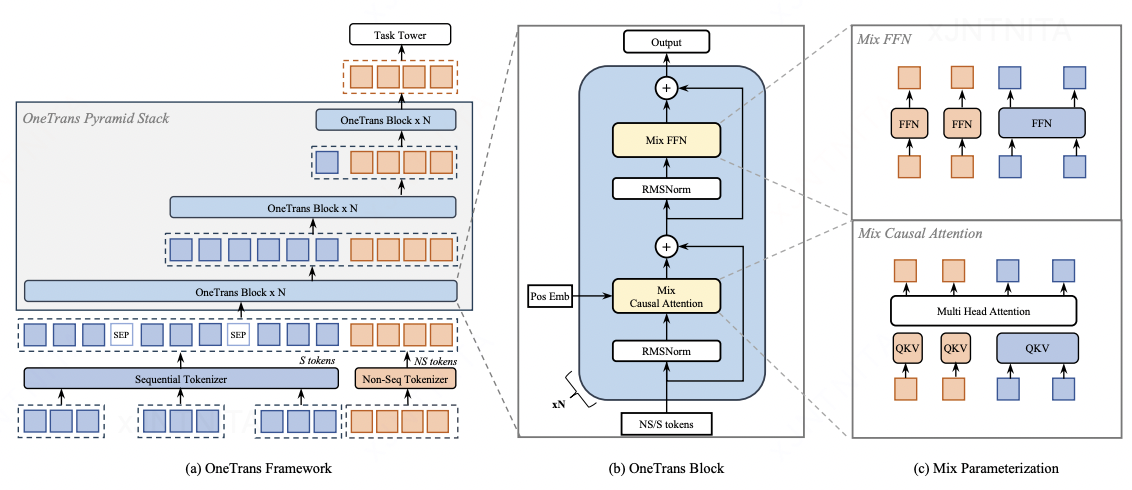 Task Tower
OneTrans Pyramid Stack
OneTrans Block x N
OneTrans Block x N
OneTrans Block x N
SEP
SEP
S tokens
NS tokens
Sequential Tokenizer
Non-Seq Tokenizer
(a) OneTrans Framework
Output
+
Mix FFN
RMSNorm
+
Pos Emb
Mix
Causal Attention
RMSNorm
xN
NS/S tokens
(b) OneTrans Block
Mix FFN
FFN
FFN
FFN
Mix Causal Attention
Multi Head Attention
QKV
QKV
QKV
(c) Mix Parameterization